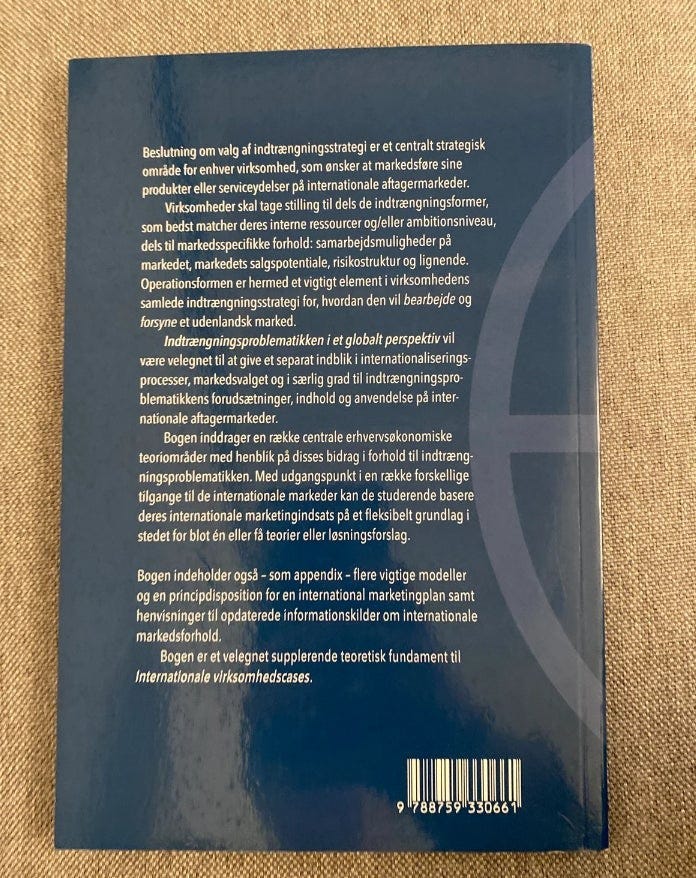 Beslutning om valg af indtrængningsstrategi er et centralt strategisk
område for enhver virksomhed, som ønsker at markedsføre sine
produkter eller serviceydelser på internationale aftagermarkeder.
Virksomheder skal tage stilling til dels de indtrængningsformer,
som bedst matcher deres interne ressourcer og/eller ambitionsniveau,
dels til markedsspecifikke forhold: samarbejdsmuligheder på
markedet, markedets salgspotentiale, risikostruktur og lignende.
Operationsformen er hermed et vigtigt element i virksomhedens
samlede indtrængningsstrategi for, hvordan den vil bearbejde og
forsyne et udenlandsk marked.
Indtrængningsproblematikken i et globalt perspektiv vil
være velegnet til at give et separat indblik i internationaliserings-
processer, markedsvalget og i særlig grad til indtrængningspro-
blematikkens forudsætninger, indhold og anvendelse på inter-
nationale aftagermarkeder.
Bogen inddrager en række centrale erhvervsøkonomiske
teoriområder med henblik på disses bidrag i forhold til indtræng-
ningsproblematikken. Med udgangspunkt i en række forskellige
tilgange til de internationale markeder kan de studerende basere
deres internationale marketingindsats på et fleksibelt grundlag i
stedet for blot én eller få teorier eller løsningsforslag.
Bogen indeholder også – som appendix – flere vigtige modeller
og en principdisposition for en international marketingplan samt
henvisninger til opdaterede informationskilder om internationale
markedsforhold.
Bogen er et velegnet supplerende teoretisk fundament til
Internationale virksomhedscases.
9 788759 330661